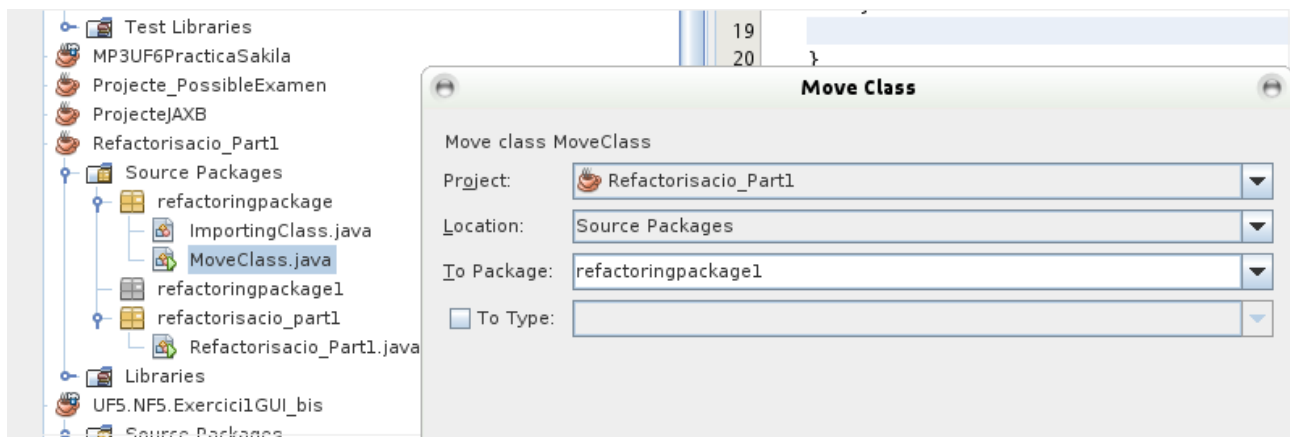 Test Libraries
MP3UF6PracticaSakila
Projecte_PossibleExamen
ProjecteJAXB
Refactorisacio_Part1
Source Packages
refactoringpackage
ImportingClass.java
MoveClass.java
refactoringpackage1
refactorisacio_part1
Refactorisacio_Part1.java
Libraries
UF5.NF5.Exercici1GUI_bis
Source Packages
19
20 }
Move Class
Move class MoveClass
Project: Refactorisacio_Part1
Location: Source Packages
To Package: refactoringpackage1
To Type: